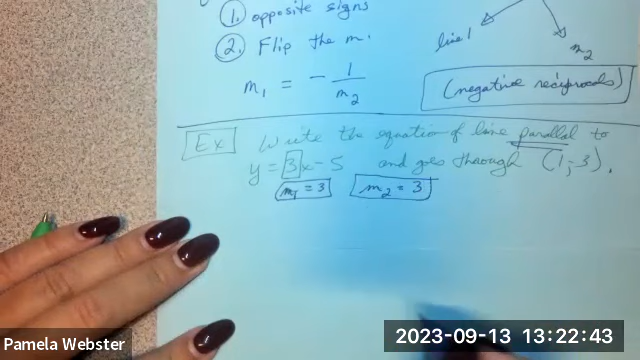 1. opposite signs
2. Flip the m.
line 1
m2
m1 = - 1/m2
(negative reciprocals)
Ex Write the equation of line parallel to
y = 3x - 5 and goes through (1, -3).
m1 = 3 m2 = 3
Pamela Webster
2023-09-13 13:22:43